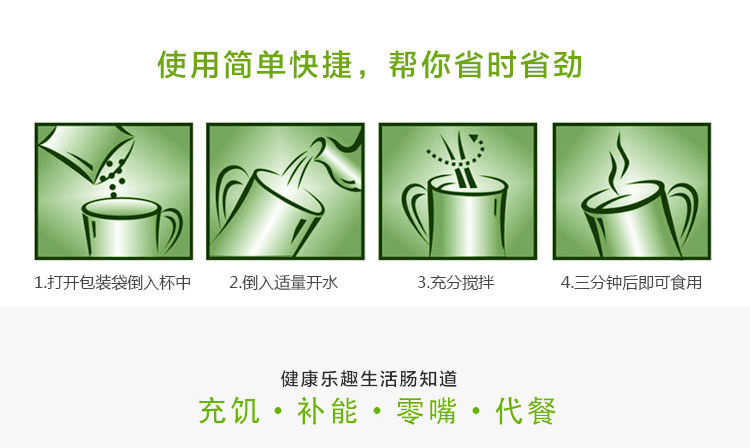 使用简单快捷，帮你省时省劲
1.打开包装袋倒入杯中
2.倒入适量开水
3.充分搅拌
4.三分钟后即可食用
健康乐趣生活肠知道
充饥·补能·零嘴·代餐